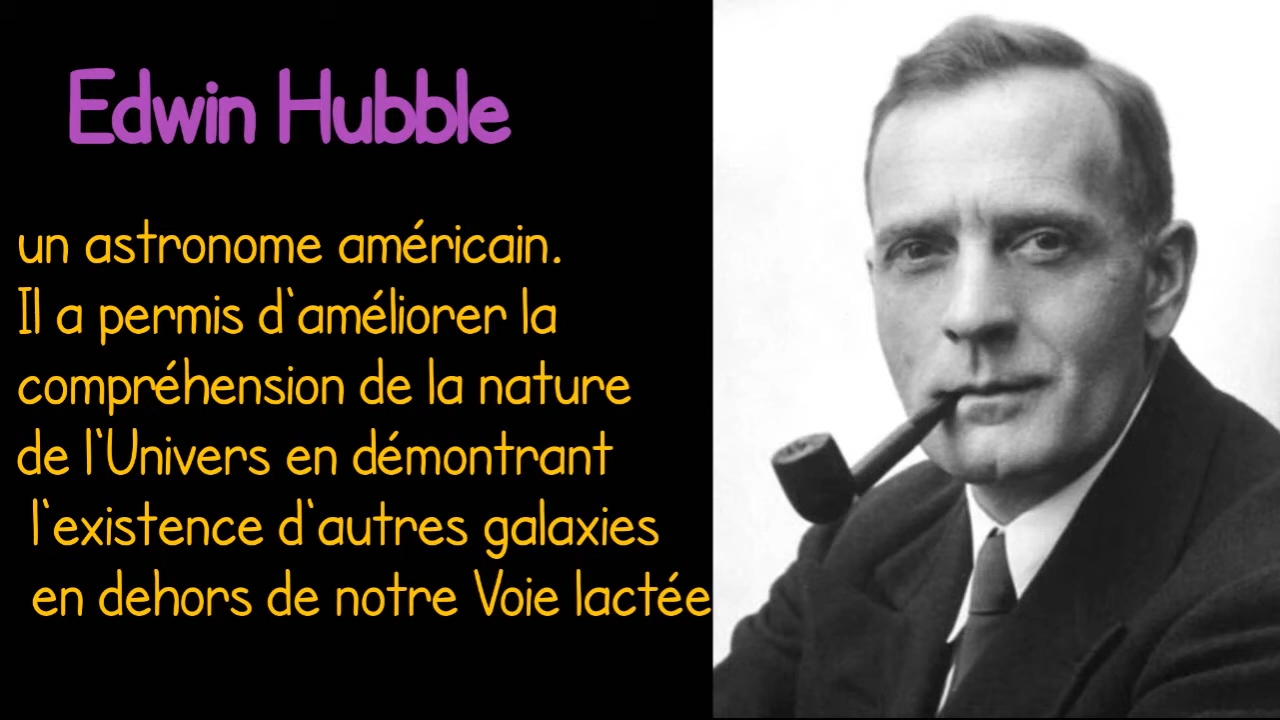 Edwin Hubble
un astronome américain.
Il a permis d'améliorer la
compréhension de la nature
de l'Univers en démontrant
l'existence d'autres galaxies
en dehors de notre Voie lactée